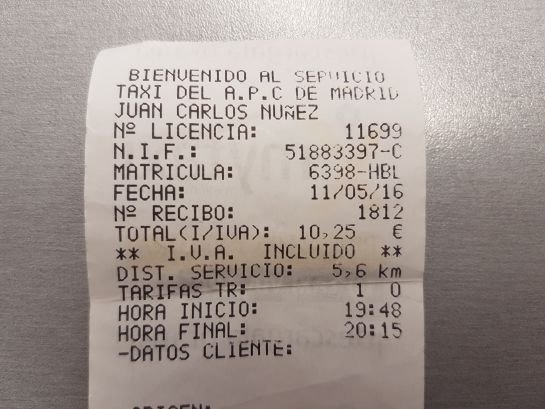 BIENVENIDO AL SERVICIO
TAXI DEL A.P.C DE MADRID
JUAN CARLOS NUÑEZ
Nº LICENCIA: 11699
N.I.F.: 51883397-C
MATRICULA: 6398-HBL
FECHA: 11/05/16
Nº RECIBO: 1812
TOTAL(I/IVA): 10,25 €
** I.V.A. INCLUIDO **
DIST. SERVICIO: 5,6 km
TARIFAS TR: 1 0
HORA INICIO: 19:48
HORA FINAL: 20:15
-DATOS CLIENTE:
ORIGEN: